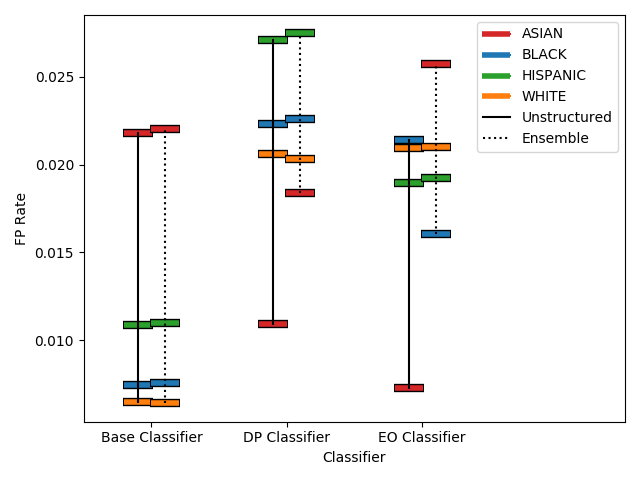 ASIAN
BLACK
HISPANIC
WHITE
Unstructured
Ensemble
0.025
0.020
0.015
0.010
FP Rate
Base Classifier
DP Classifier
EO Classifier
Classifier